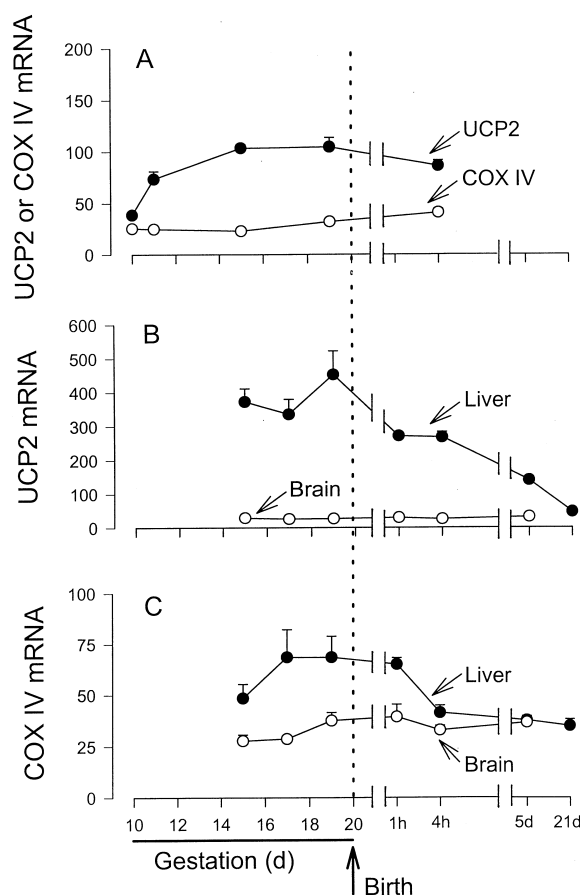 A
200
150
100
50
0
UCP2 or COX IV mRNA
UCP2
COX IV
B
600
500
400
300
200
100
0
UCP2 mRNA
Liver
Brain
C
100
75
50
25
0
COX IV mRNA
Liver
Brain
10 12 14 16 18 20 1h 4h 5d 21d
Gestation (d)
Birth